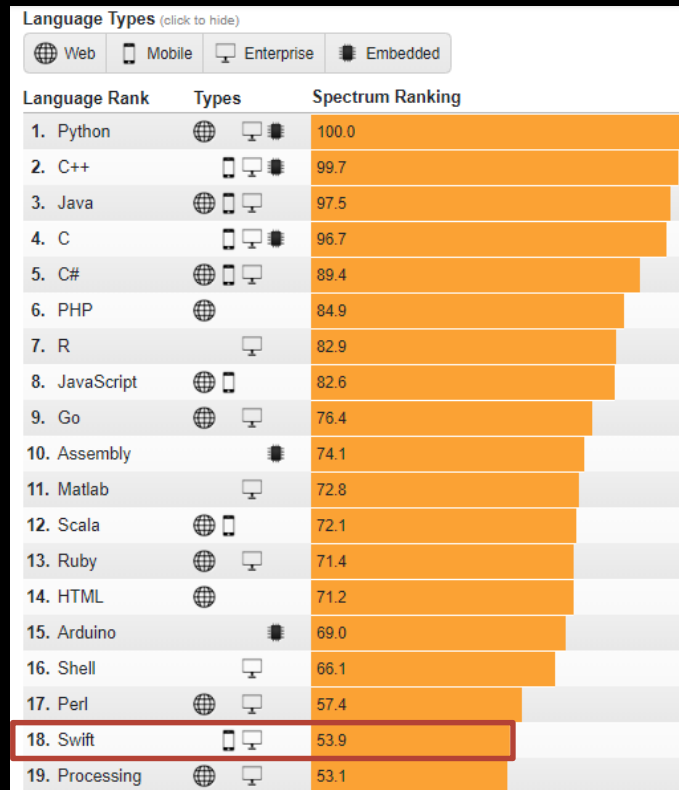 Language Types (click to hide)
Web Mobile Enterprise Embedded
Language Rank Types Spectrum Ranking
1. Python 100.0
2. C++ 99.7
3. Java 97.5
4. C 96.7
5. C# 89.4
6. PHP 84.9
7. R 82.9
8. JavaScript 82.6
9. Go 76.4
10. Assembly 74.1
11. Matlab 72.8
12. Scala 72.1
13. Ruby 71.4
14. HTML 71.2
15. Arduino 69.0
16. Shell 66.1
17. Perl 57.4
18. Swift 53.9
19. Processing 53.1